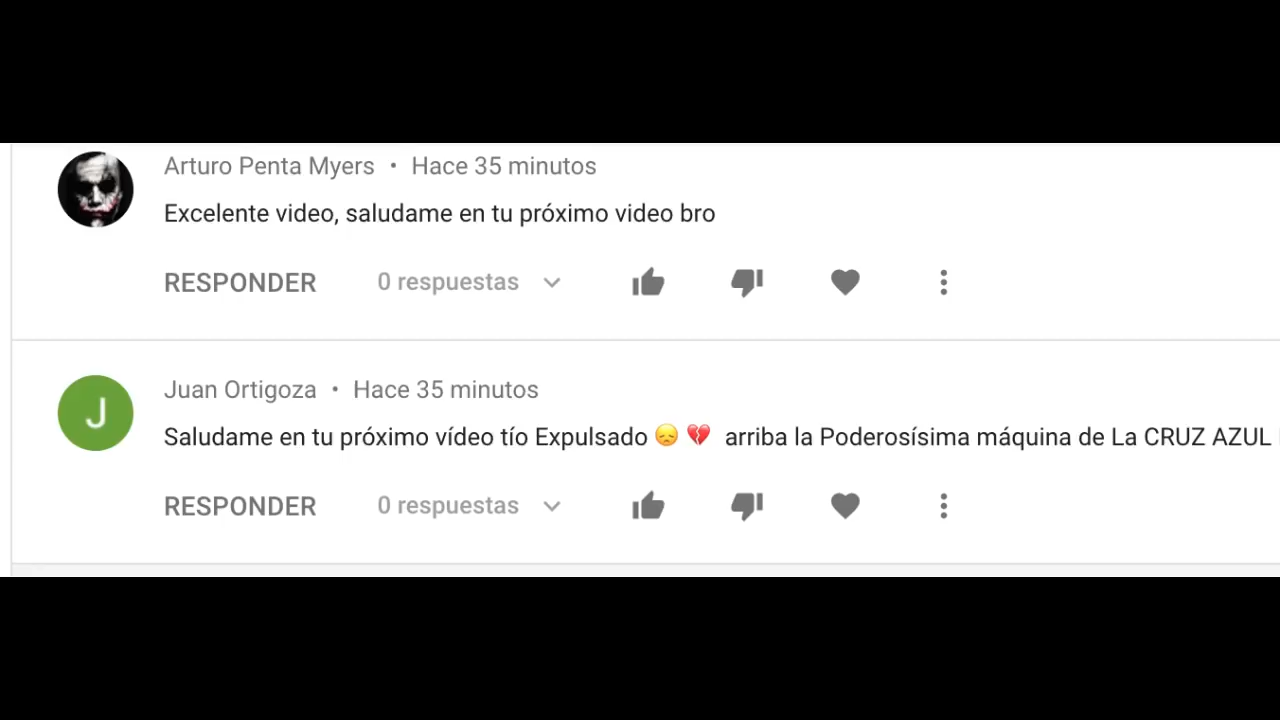 Arturo Penta Myers • Hace 35 minutos
Excelente video, saludame en tu próximo video bro
RESPONDER 0 respuestas
J
Juan Ortigoza • Hace 35 minutos
Saludame en tu próximo vídeo tío Expulsado 😞 💔 arriba la Poderosísima máquina de La CRUZ AZUL
RESPONDER 0 respuestas